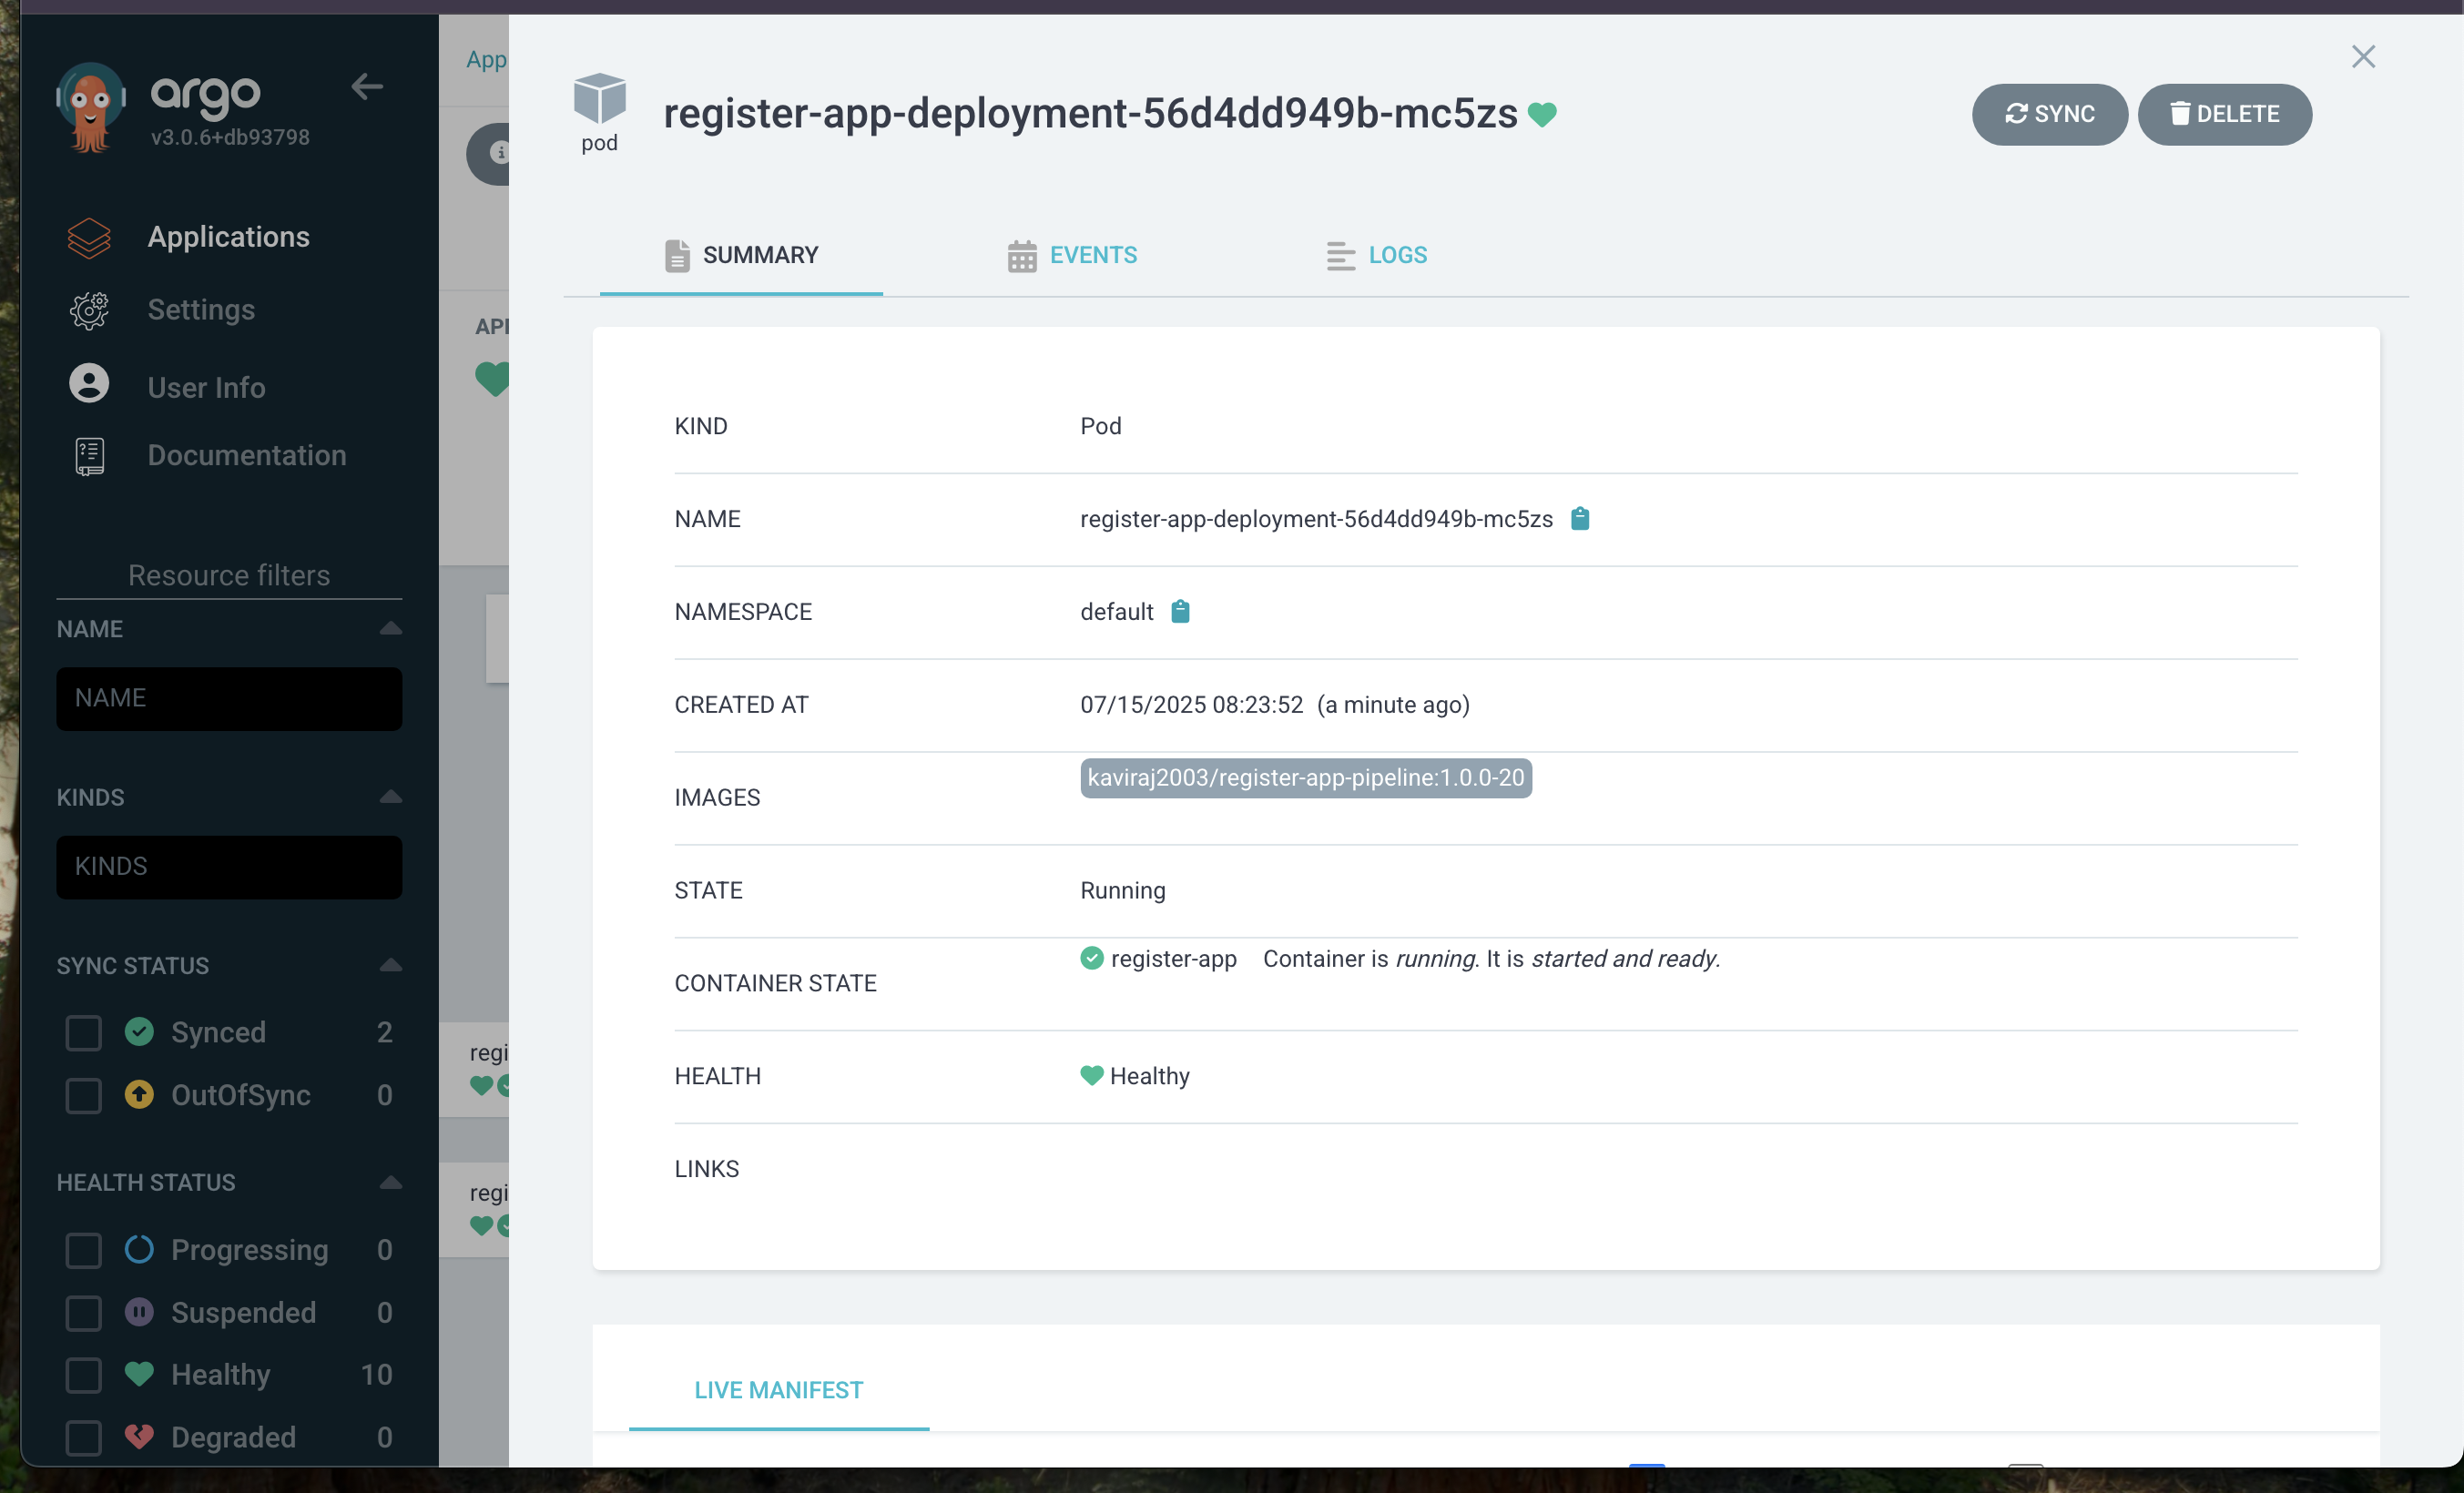 argo
v3.0.6+db93798
Applications
Settings
User Info
Documentation
Resource filters
NAME
NAME
KINDS
KINDS
SYNC STATUS
Synced 2
OutOfSync 0
HEALTH STATUS
Progressing 0
Suspended 0
Healthy 10
Degraded 0
App
regi
regi
pod
register-app-deployment-56d4dd949b-mc5zs
SYNC
DELETE
SUMMARY
EVENTS
LOGS
KIND Pod
NAME register-app-deployment-56d4dd949b-mc5zs
NAMESPACE default
CREATED AT 07/15/2025 08:23:52 (a minute ago)
IMAGES kaviraj2003/register-app-pipeline:1.0.0-20
STATE Running
CONTAINER STATE register-app Container is running. It is started and ready.
HEALTH Healthy
LINKS
LIVE MANIFEST